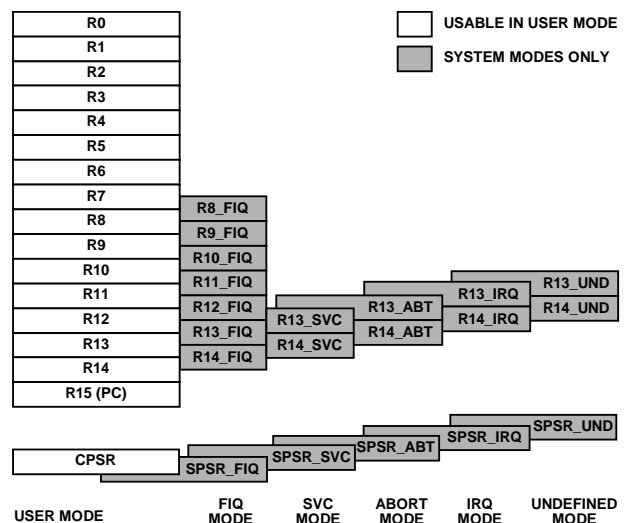 R0
R1
R2
R3
R4
R5
R6
R7
R8
R9
R10
R11
R12
R13
R14
R15 (PC)
USABLE IN USER MODE
SYSTEM MODES ONLY
R8_FIQ
R9_FIQ
R10_FIQ
R11_FIQ
R12_FIQ
R13_FIQ
R14_FIQ
R13_SVC
R14_SVC
R13_ABT
R14_ABT
R13_IRQ
R14_IRQ
R13_UND
R14_UND
CPSR
SPSR_FIQ
SPSR_SVC
SPSR_ABT
SPSR_IRQ
SPSR_UND
USER MODE
FIQ
MODE
SVC
MODE
ABORT
MODE
IRQ
MODE
UNDEFINED
MODE